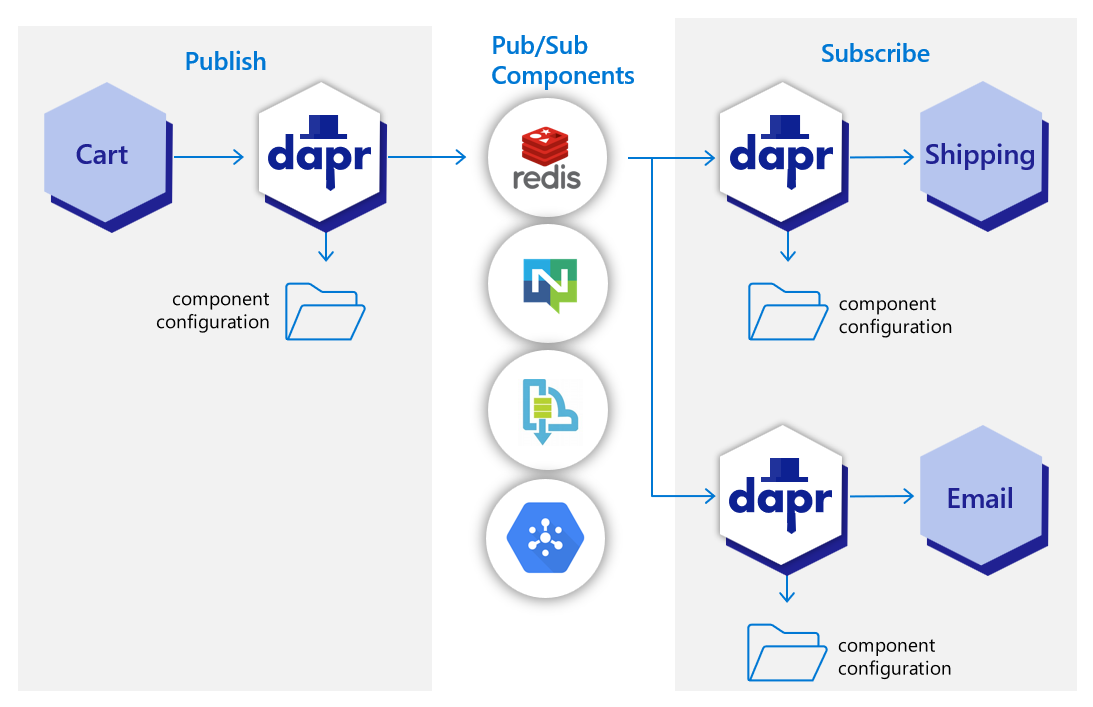 Publish
Cart
dapr
component
configuration
Pub/Sub
Components
redis
N
Subscribe
dapr
Shipping
component
configuration
dapr
Email
component
configuration